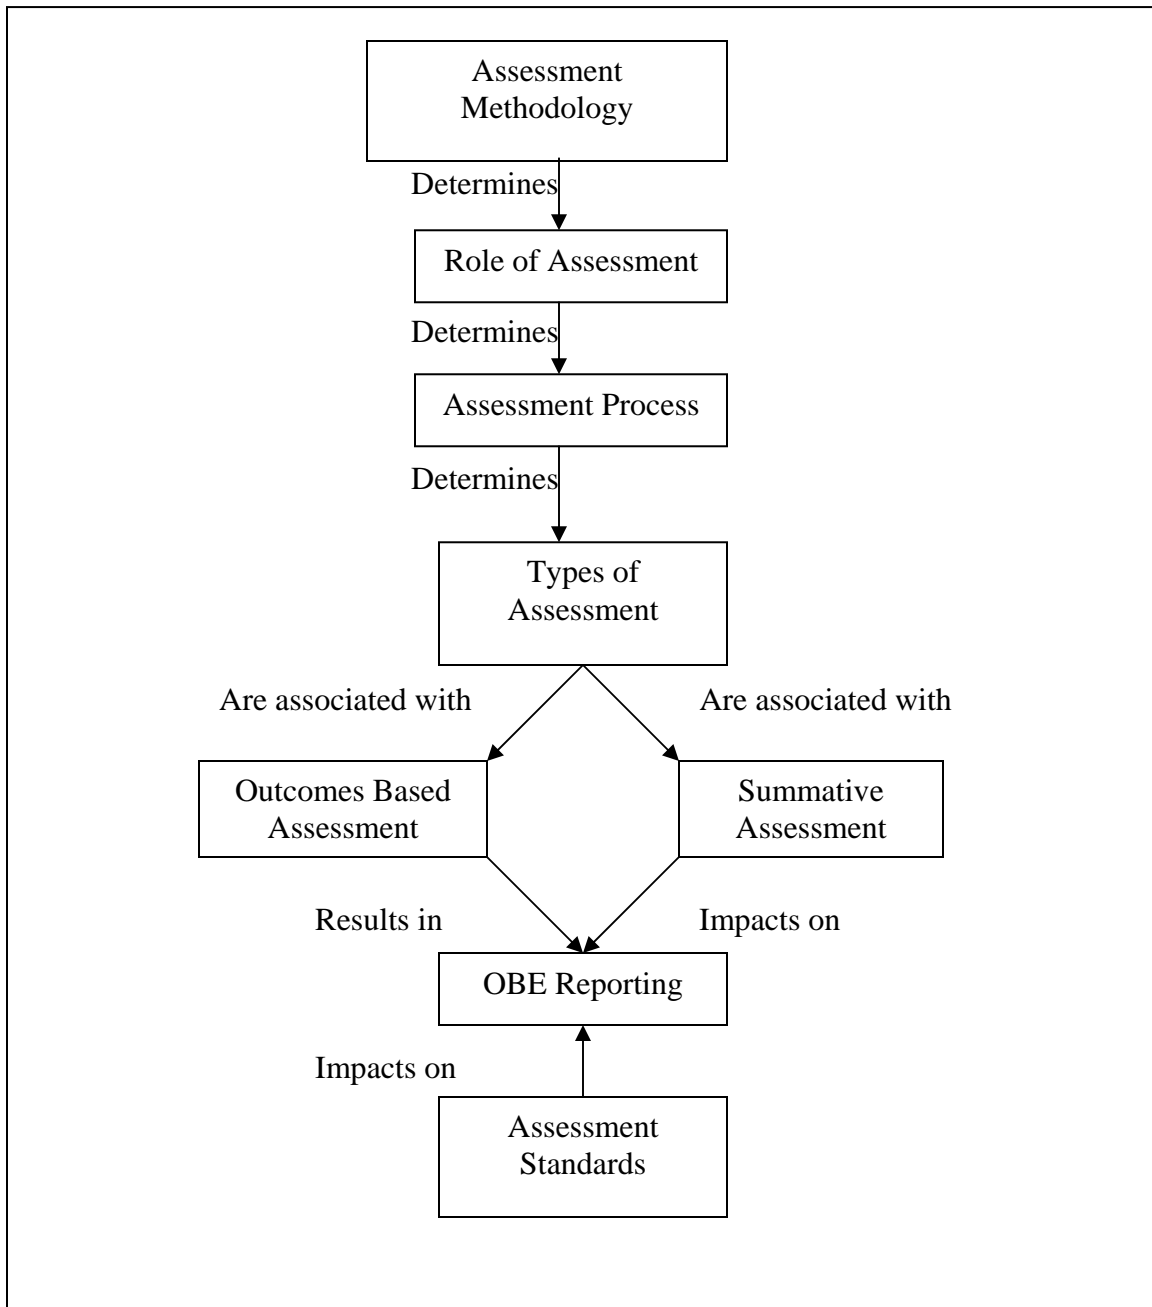 Assessment
Methodology
Determines
Role of Assessment
Determines
Assessment Process
Determines
Types of
Assessment
Are associated with
Are associated with
Outcomes Based
Assessment
Summative
Assessment
Results in
Impacts on
OBE Reporting
Impacts on
Assessment
Standards